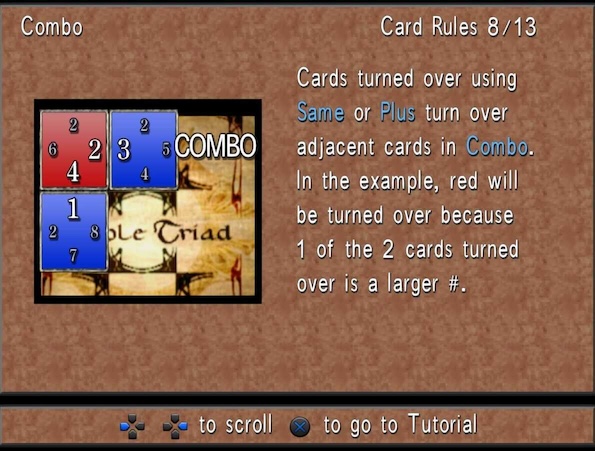 Combo
Card Rules 8/13
Cards turned over using
Same or Plus turn over
adjacent cards in Combo.
In the example, red will
be turned over because
1 of the 2 cards turned
over is a larger #.
2
6 2
4
2
3 5
4
COMBO
1
2 8
7
ple Triad
to scroll
to go to Tutorial